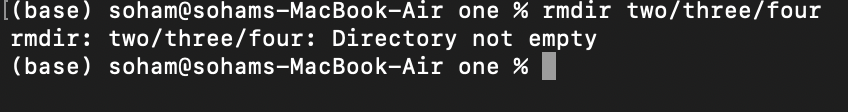 [(base) soham@sohams-MacBook-Air one % rmdir two/three/four
rmdir: two/three/four: Directory not empty
(base) soham@sohams-MacBook-Air one %